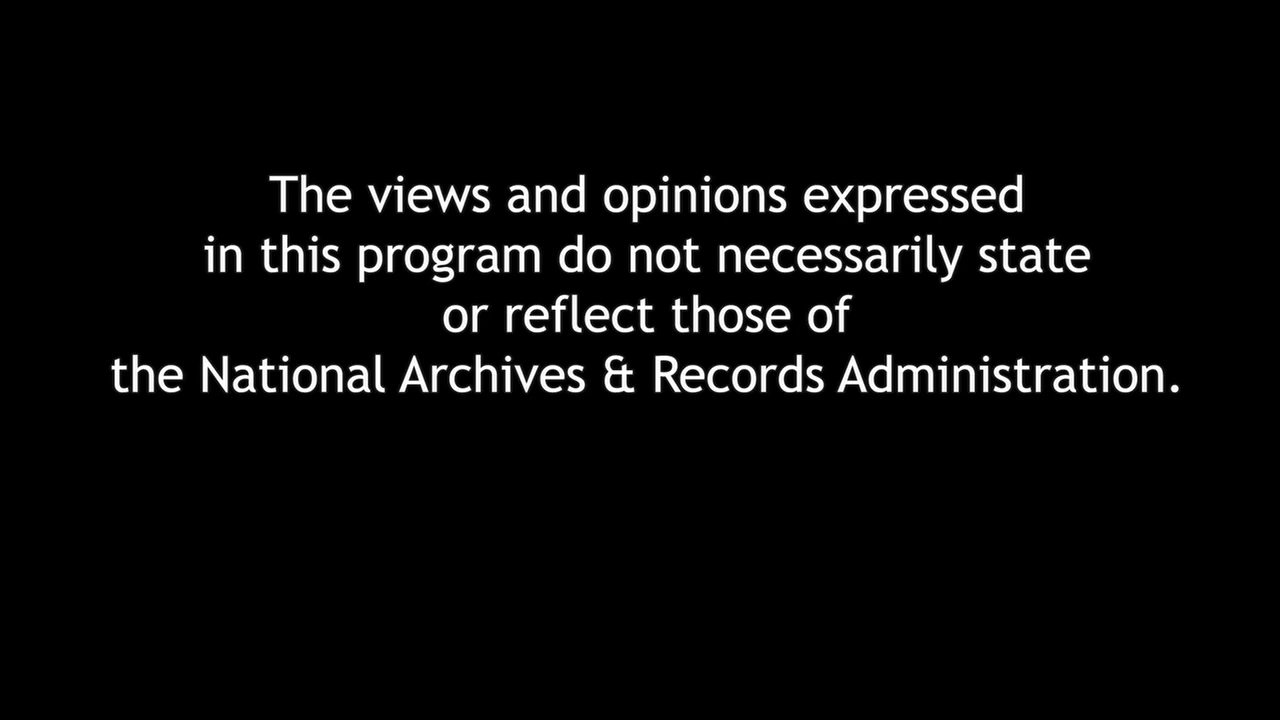 The views and opinions expressed
in this program do not necessarily state
or reflect those of
the National Archives & Records Administration.